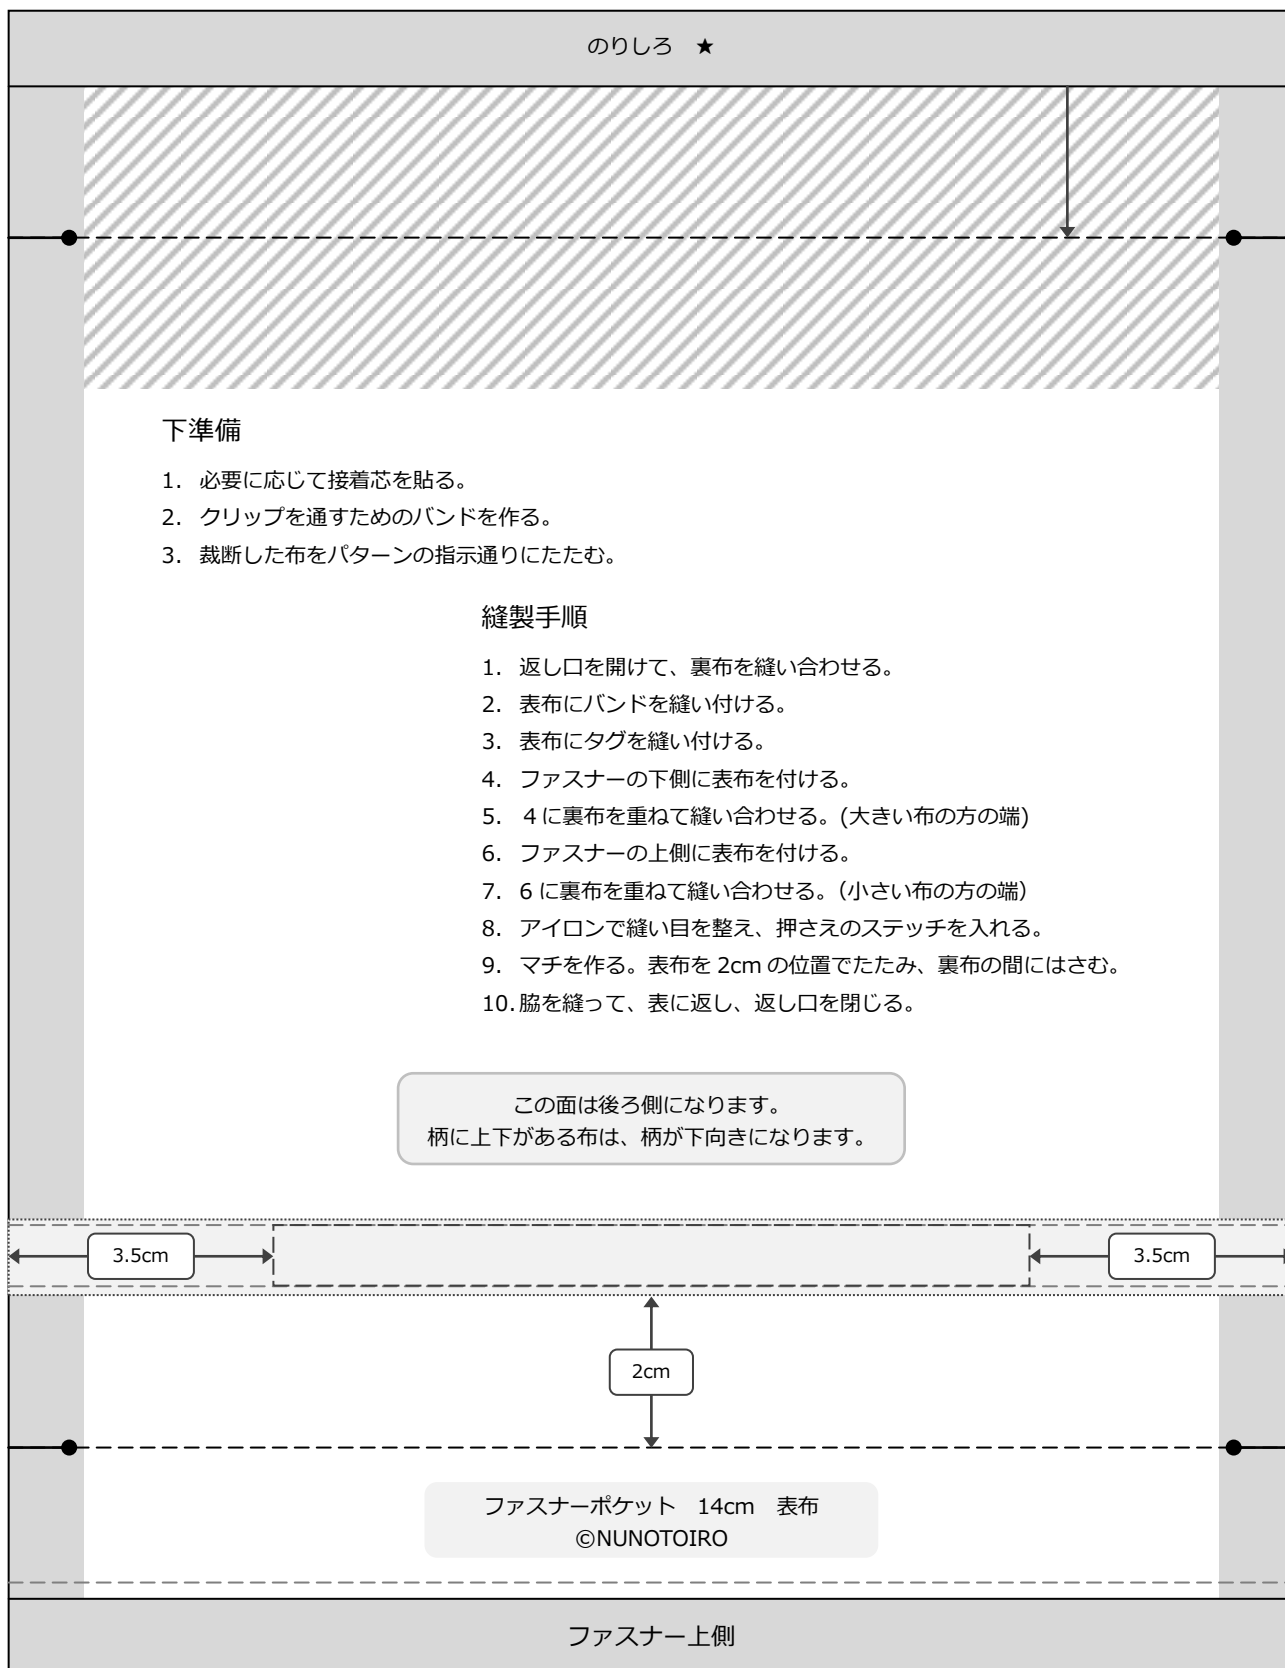 のりしろ　★
下準備
1. 必要に応じて接着芯を貼る。
2. クリップを通すためのバンドを作る。
3. 裁断した布をパターンの指示通りにたたむ。
縫製手順
1. 返し口を開けて、裏布を縫い合わせる。
2. 表布にバンドを縫い付ける。
3. 表布にタグを縫い付ける。
4. ファスナーの下側に表布を付ける。
5. 4に裏布を重ねて縫い合わせる。(大きい布の方の端)
6. ファスナーの上側に表布を付ける。
7. 6に裏布を重ねて縫い合わせる。（小さい布の方の端）
8. アイロンで縫い目を整え、押さえのステッチを入れる。
9. マチを作る。表布を 2cm の位置でたたみ、裏布の間にはさむ。
10. 脇を縫って、表に返し、返し口を閉じる。
この面は後ろ側になります。
柄に上下がある布は、柄が下向きになります。
3.5cm 3.5cm
2cm
ファスナーポケット　14cm　表布
©NUNOTOIRO
ファスナー上側